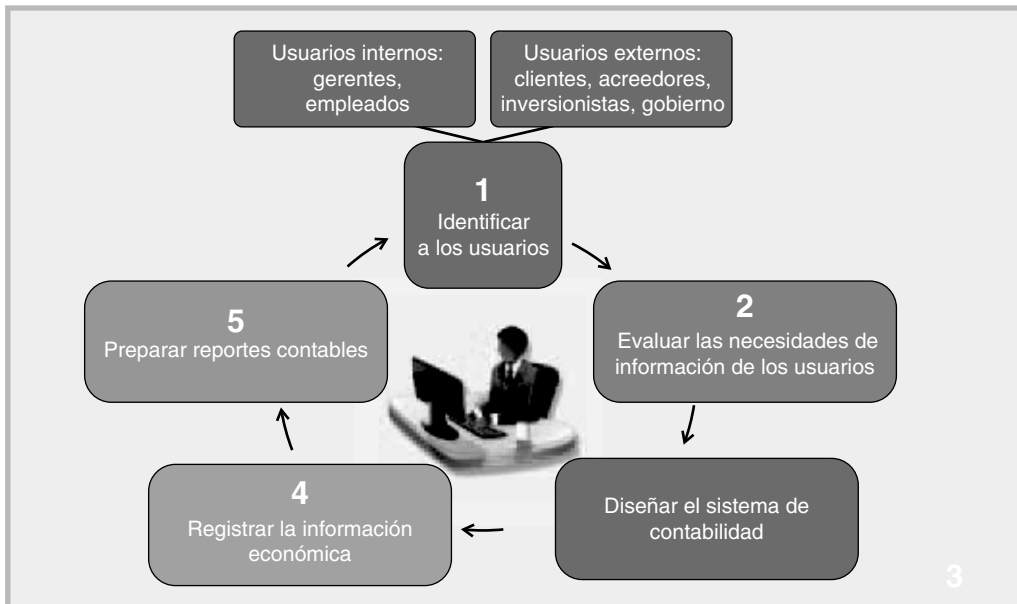 Usuarios internos:
gerentes,
empleados
Usuarios externos:
clientes, acreedores,
inversionistas, gobierno
1
Identificar
a los usuarios
2
Evaluar las necesidades de
información de los usuarios
Diseñar el sistema de
contabilidad
3
4
Registrar la información
económica
5
Preparar reportes contables